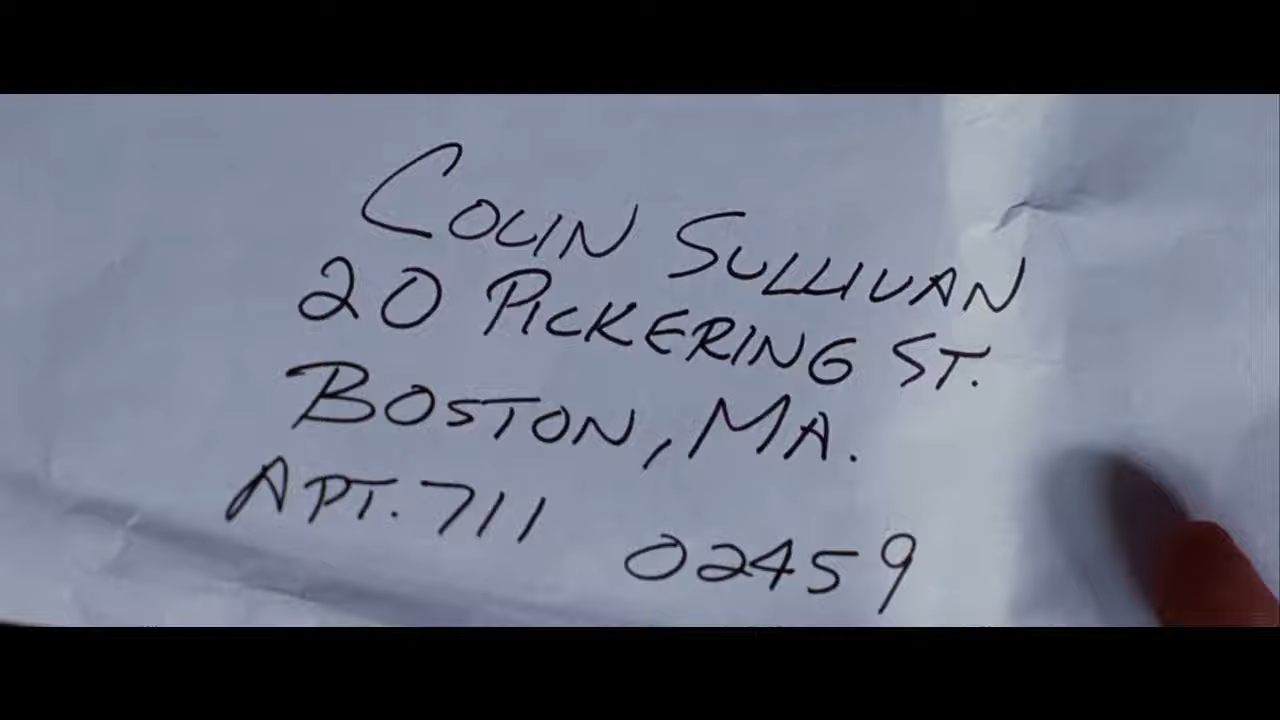 COLIN SULLIVAN
20 PICKERING ST.
BOSTON, MA.
APT. 711
02459